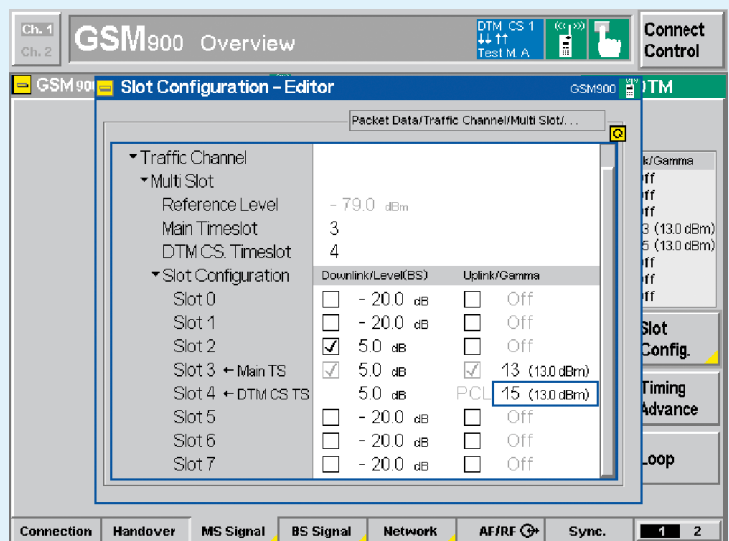 Ch. 1
Ch. 2
GSM900 Overview
DTM CS 1
Test M. A
Connect
Control
GSM900
Slot Configuration – Editor
GSM900
DTM
Packet Data/Traffic Channel/Multi Slot/...
Traffic Channel
Multi Slot
Reference Level - 79.0 dBm
Main Timeslot 3
DTM CS. Timeslot 4
Slot Configuration Downlink/Level(BS) Uplink/Gamma
Slot 0 - 20.0 dB Off
Slot 1 - 20.0 dB Off
Slot 2 5.0 dB Off
Slot 3 ← Main TS 5.0 dB 13 (13.0 dBm)
Slot 4 ← DTM CS TS 5.0 dB PCL 15 (13.0 dBm)
Slot 5 - 20.0 dB Off
Slot 6 - 20.0 dB Off
Slot 7 - 20.0 dB Off
k/Gamma
ff
ff
ff
3 (13.0 dBm)
5 (13.0 dBm)
ff
ff
ff
Slot
Config.
Timing
Advance
Loop
Connection Handover MS Signal BS Signal Network AF/RF Sync. 1 2